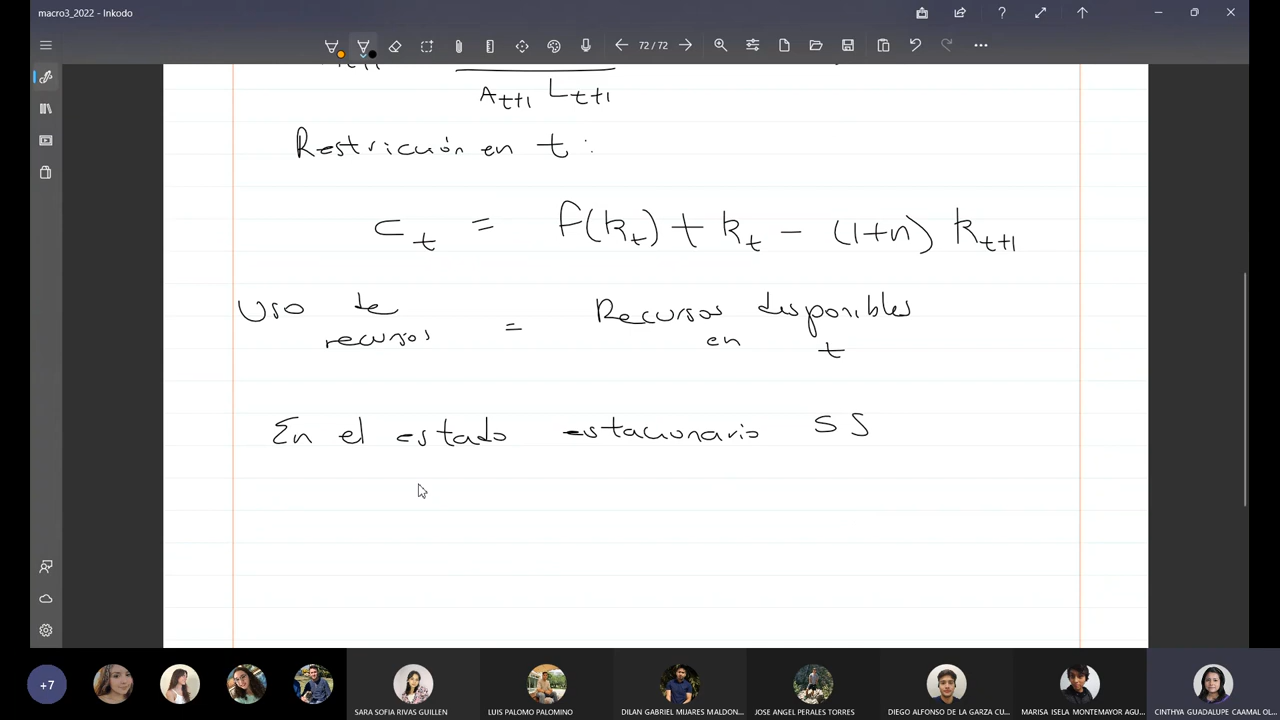 macro3_2022 - Inkodo
72 / 72
A_{t+1} L_{t+1}
Restricción en t :
c_t = f(k_t) + k_t - (1+n) k_{t+1}
Uso de recursos = Recursos disponibles en t
En el estado estacionario SS
+7
SARA SOFIA RIVAS GUILLEN
LUIS PALOMO PALOMINO
DILAN GABRIEL MIJARES MALDON...
JOSE ANGEL PERALES TORRES
DIEGO ALFONSO DE LA GARZA CU...
MARISA ISELA MONTEMAYOR AGU...
CINTHYA GUADALUPE CAAMAL OL...